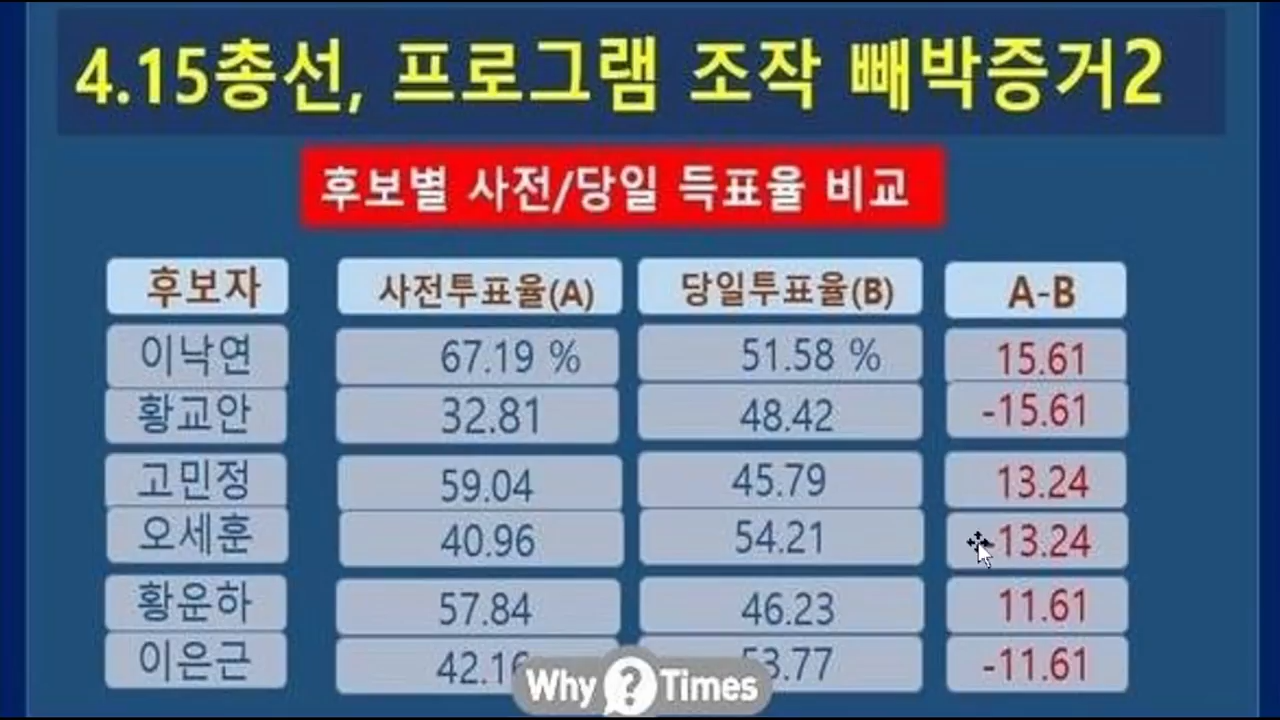 4.15총선, 프로그램 조작 빼박증거2
후보별 사전/당일 득표율 비교
후보자 사전투표율(A) 당일투표율(B) A-B
이낙연 67.19 % 51.58 % 15.61
황교안 32.81 48.42 -15.61
고민정 59.04 45.79 13.24
오세훈 40.96 54.21 -13.24
황운하 57.84 46.23 11.61
이은근 42.16 53.77 -11.61
Why ? Times